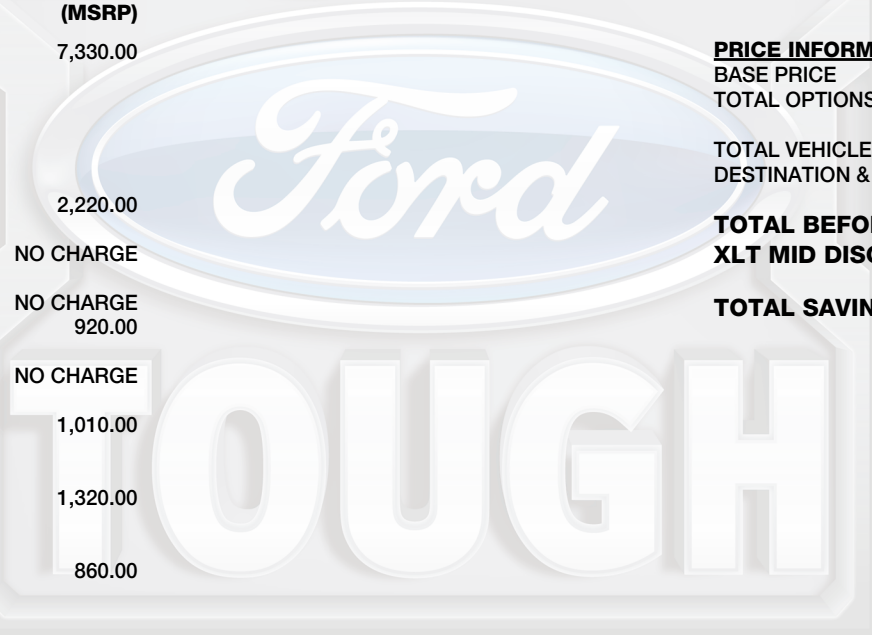 (MSRP)
7,330.00
2,220.00
NO CHARGE
NO CHARGE
920.00
NO CHARGE
1,010.00
1,320.00
860.00
PRICE INFORM
BASE PRICE
TOTAL OPTIONS
TOTAL VEHICLE
DESTINATION &
TOTAL BEFO
XLT MID DISC
TOTAL SAVIN
Ford
TOUGH